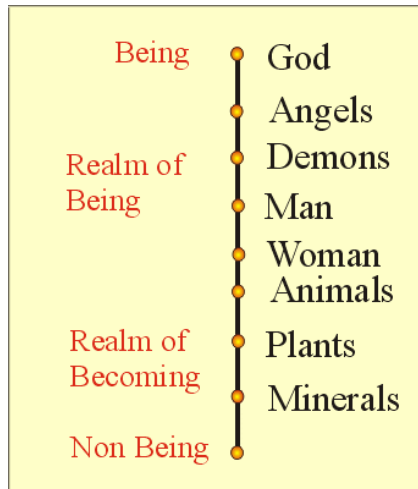 Being
God
Angels
Demons
Realm of
Being
Man
Woman
Animals
Realm of
Becoming
Plants
Minerals
Non Being